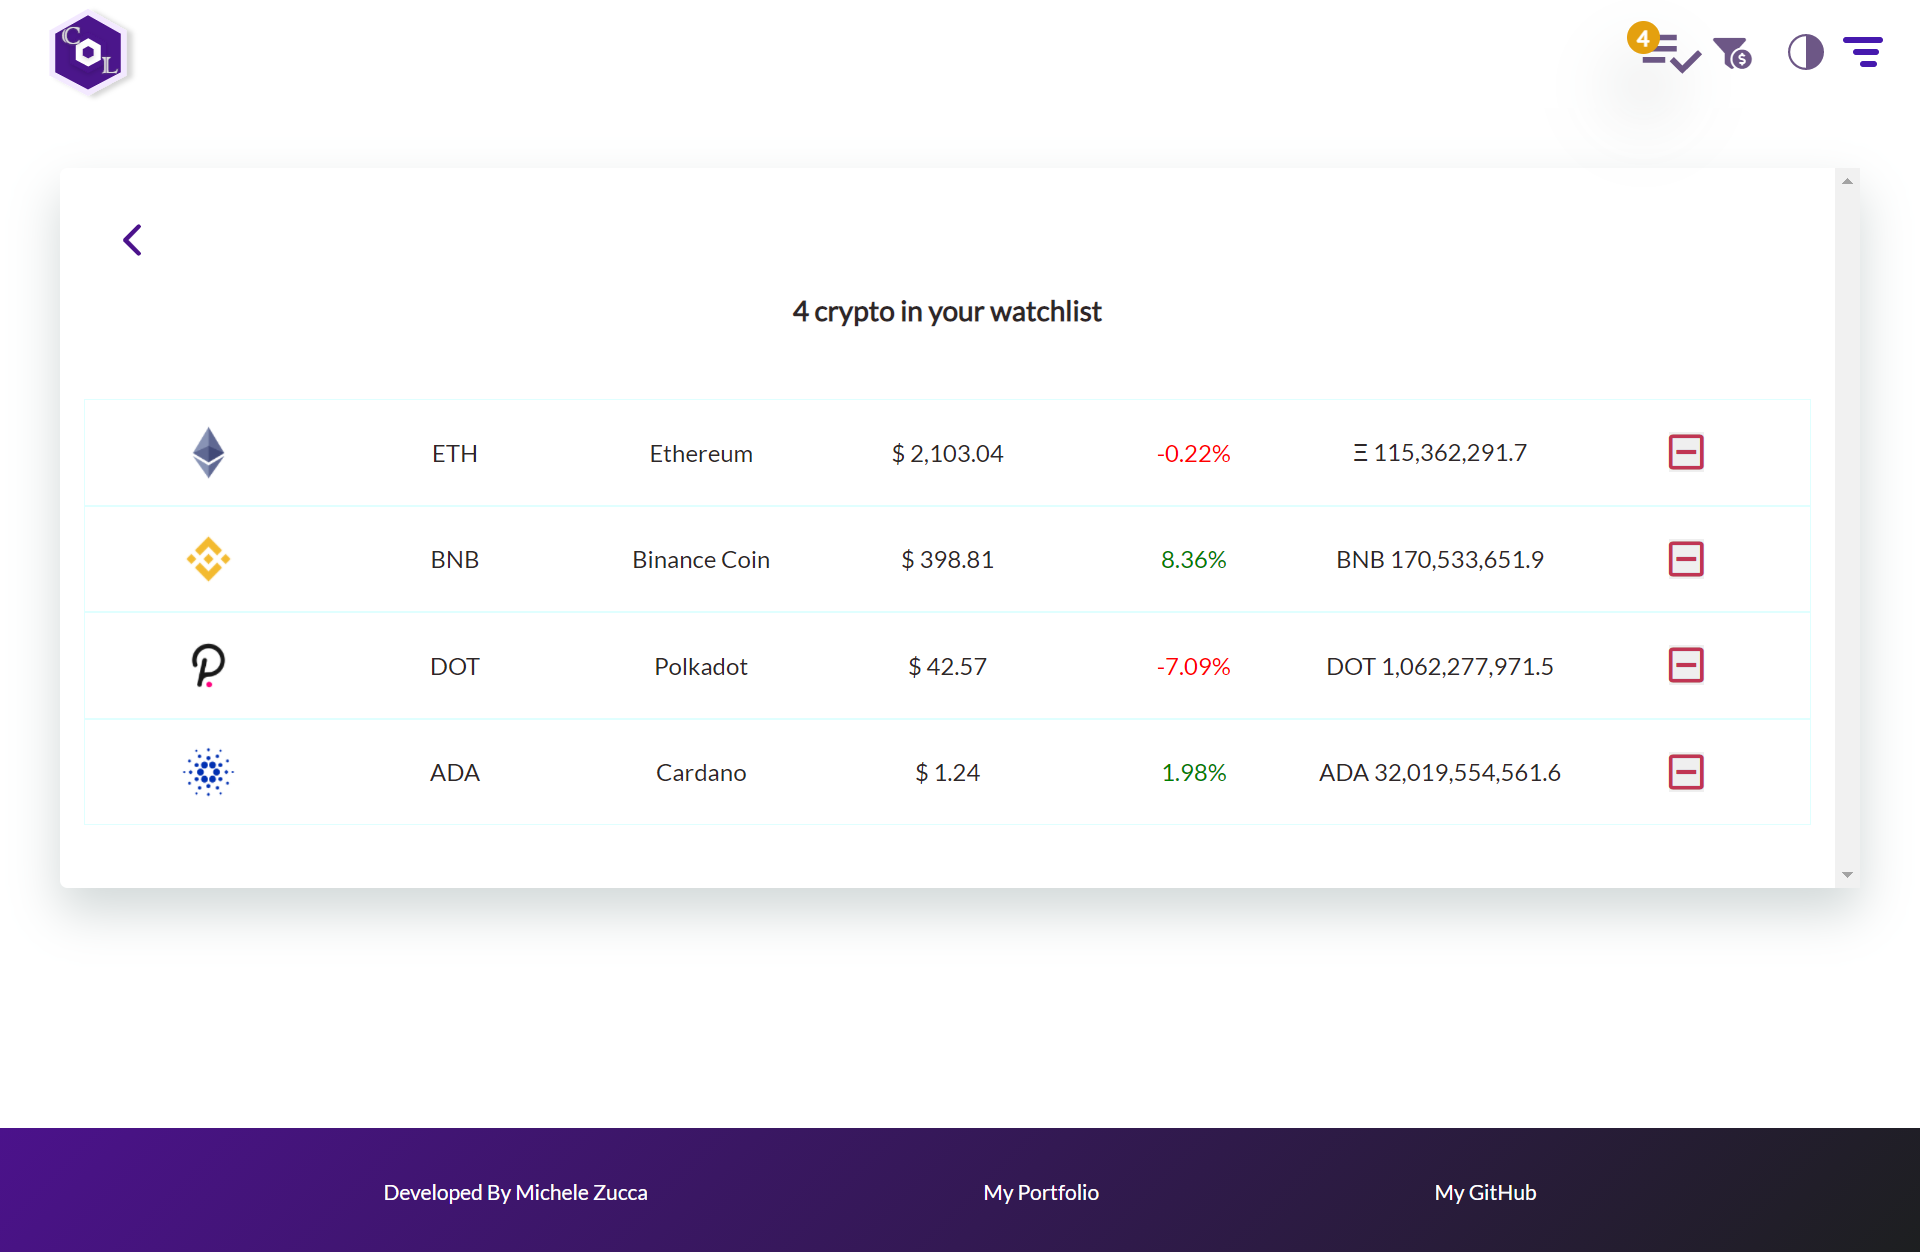 C
L
4
$
4 crypto in your watchlist
ETH Ethereum $ 2,103.04 -0.22% Ξ 115,362,291.7
BNB Binance Coin $ 398.81 8.36% BNB 170,533,651.9
DOT Polkadot $ 42.57 -7.09% DOT 1,062,277,971.5
ADA Cardano $ 1.24 1.98% ADA 32,019,554,561.6
Developed By Michele Zucca My Portfolio My GitHub